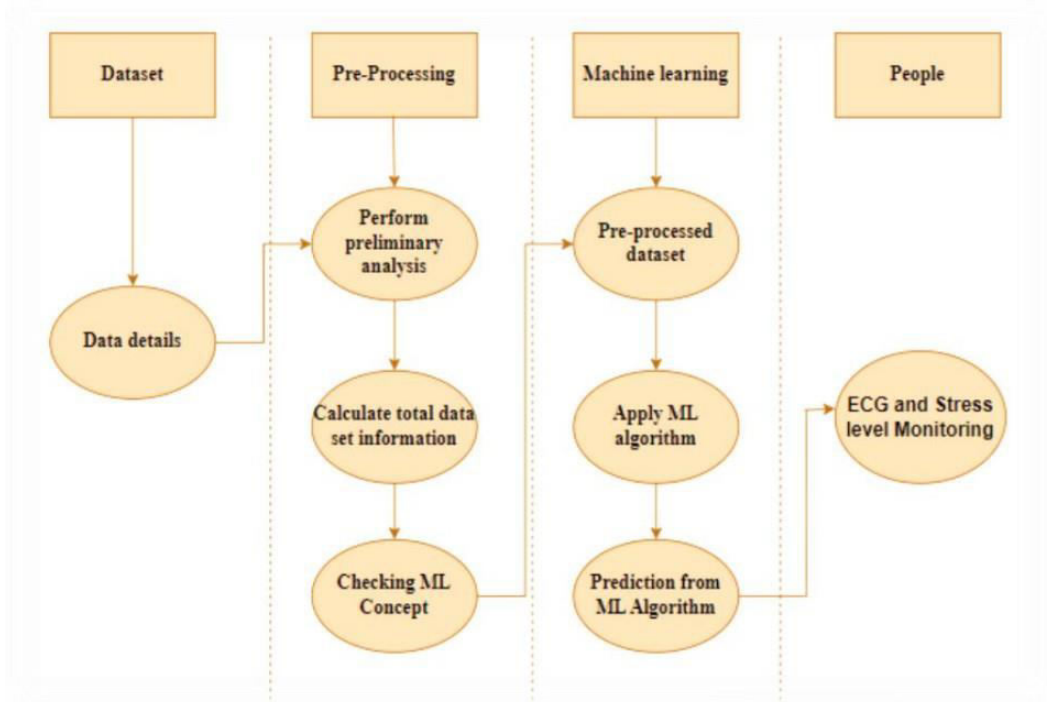 Dataset
Pre-Processing
Machine learning
People
Data details
Perform
preliminary
analysis
Calculate total data
set information
Checking ML
Concept
Pre-processed
dataset
Apply ML
algorithm
Prediction from
ML Algorithm
ECG and Stress
level Monitoring